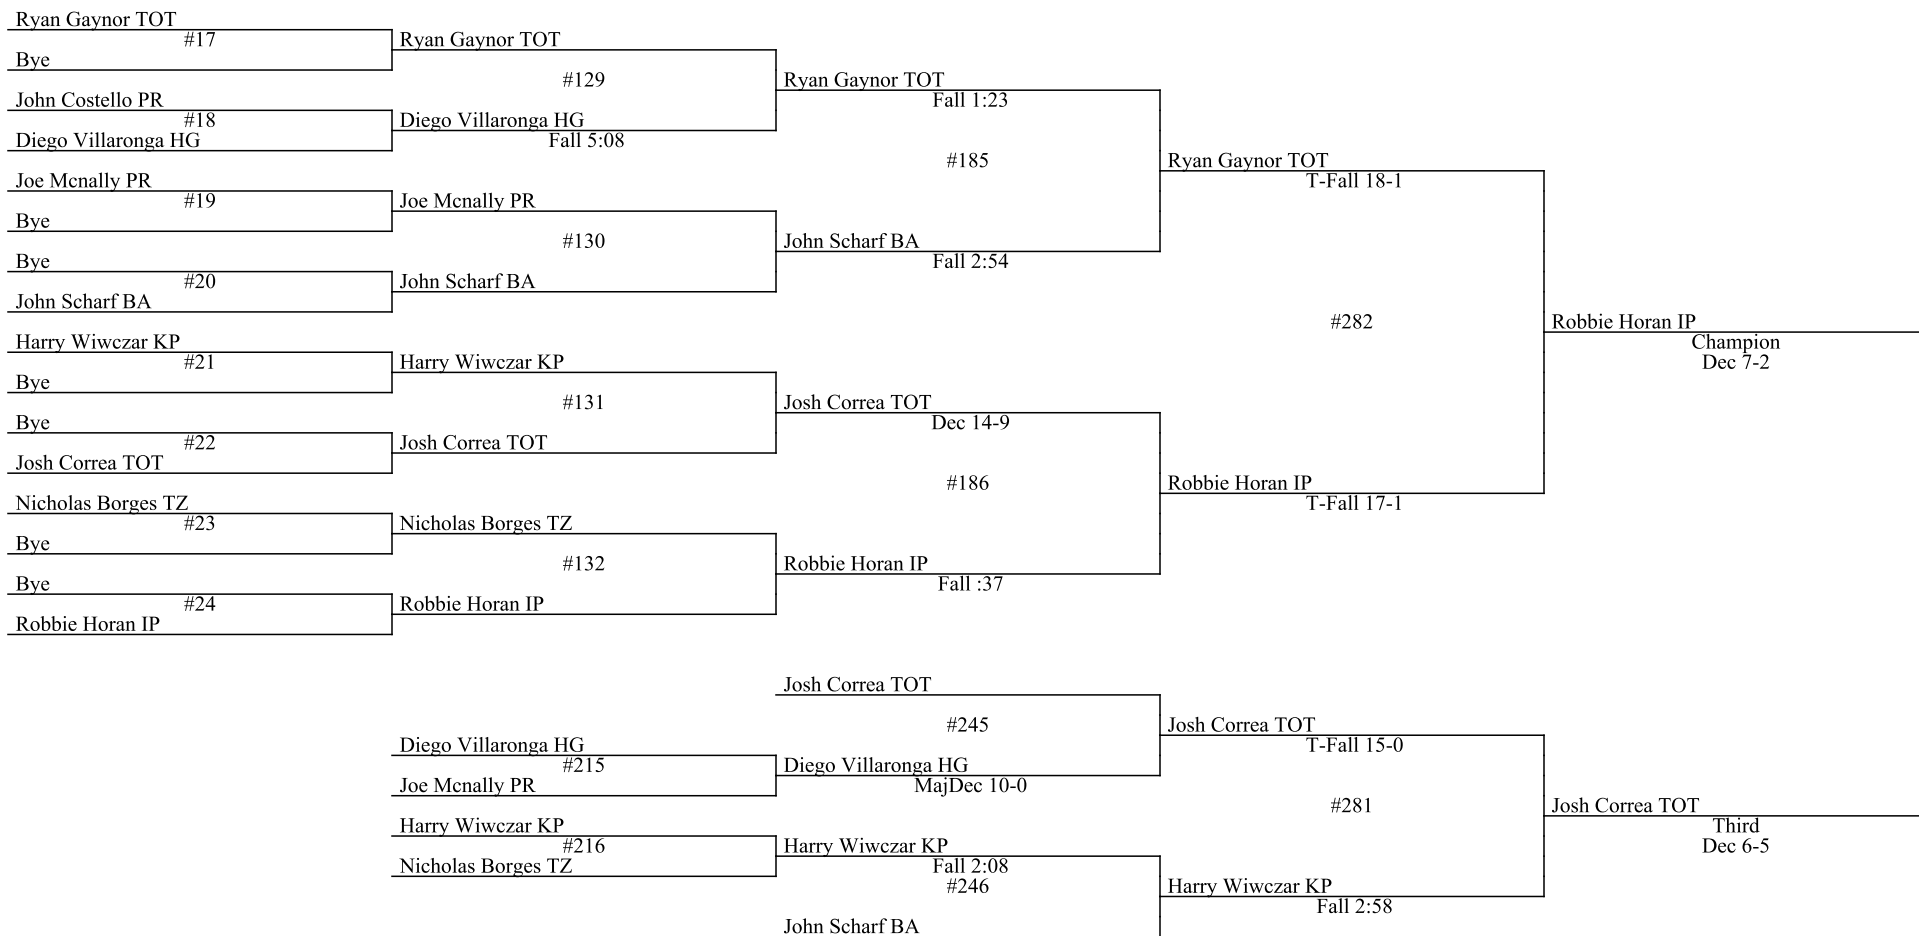 Ryan Gaynor TOT
#17
Ryan Gaynor TOT
Bye
#129
Ryan Gaynor TOT
Fall 1:23
John Costello PR
#18
Diego Villaronga HG
Fall 5:08
Diego Villaronga HG
#185
Ryan Gaynor TOT
T-Fall 18-1
Joe Mcnally PR
#19
Joe Mcnally PR
Bye
#130
John Scharf BA
Fall 2:54
Bye
#20
John Scharf BA
John Scharf BA
#282
Robbie Horan IP
Champion
Dec 7-2
Harry Wiwczar KP
#21
Harry Wiwczar KP
Bye
#131
Josh Correa TOT
Dec 14-9
Bye
#22
Josh Correa TOT
Josh Correa TOT
#186
Robbie Horan IP
T-Fall 17-1
Nicholas Borges TZ
#23
Nicholas Borges TZ
Bye
#132
Robbie Horan IP
Fall :37
Bye
#24
Robbie Horan IP
Robbie Horan IP
Josh Correa TOT
#245
Josh Correa TOT
T-Fall 15-0
Diego Villaronga HG
#215
Diego Villaronga HG
MajDec 10-0
Joe Mcnally PR
#281
Josh Correa TOT
Third
Dec 6-5
Harry Wiwczar KP
#216
Harry Wiwczar KP
Fall 2:08
Nicholas Borges TZ
#246
Harry Wiwczar KP
Fall 2:58
John Scharf BA